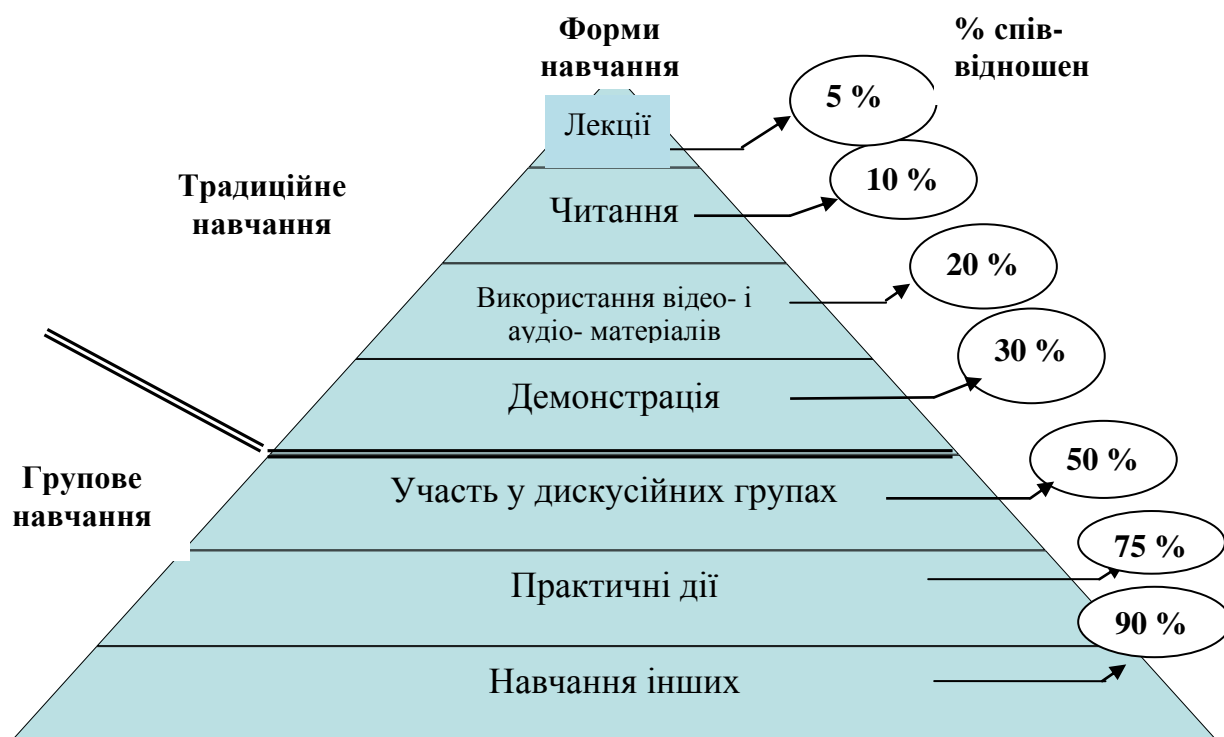 Форми
навчання
% спів-
відношен
5 %
Лекції
10 %
Традиційне
навчання
Читання
20 %
Використання відео- і
аудіо- матеріалів
30 %
Демонстрація
50 %
Групове
навчання
Участь у дискусійних групах
75 %
Практичні дії
90 %
Навчання інших